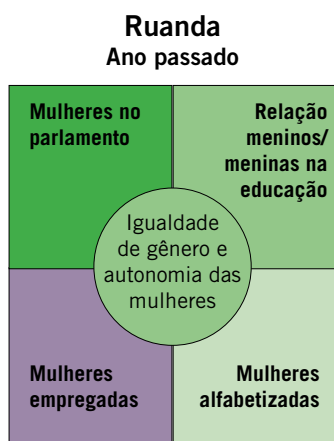 Ruanda
Ano passado
Mulheres no
parlamento
Relação
meninos/
meninas na
educação
Igualdade
de gênero e
autonomia das
mulheres
Mulheres
empregadas
Mulheres
alfabetizadas